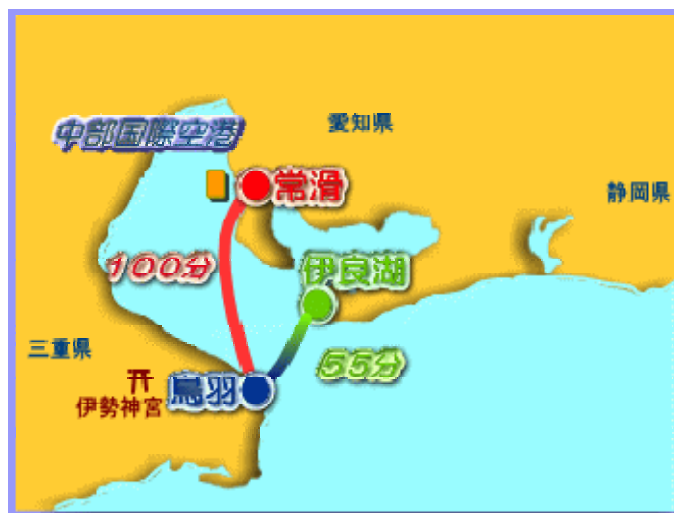 愛知県
中部国際空港
常滑
静岡県
100分
伊良湖
三重県
55分
鳥羽
伊勢神宮